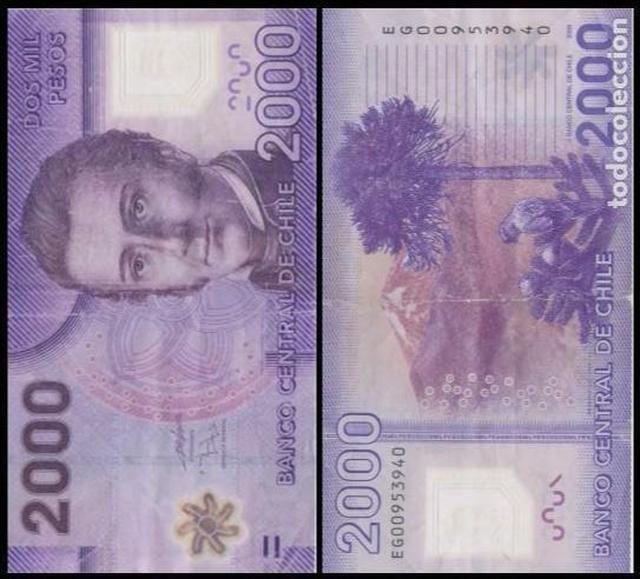 DOS MIL
PESOS
2000
BANCO CENTRAL DE CHILE
2000
EG00953940
2000
BANCO CENTRAL DE CHILE
BANCO CENTRAL DE CHILE
2000
EG00953940
todocoleccion